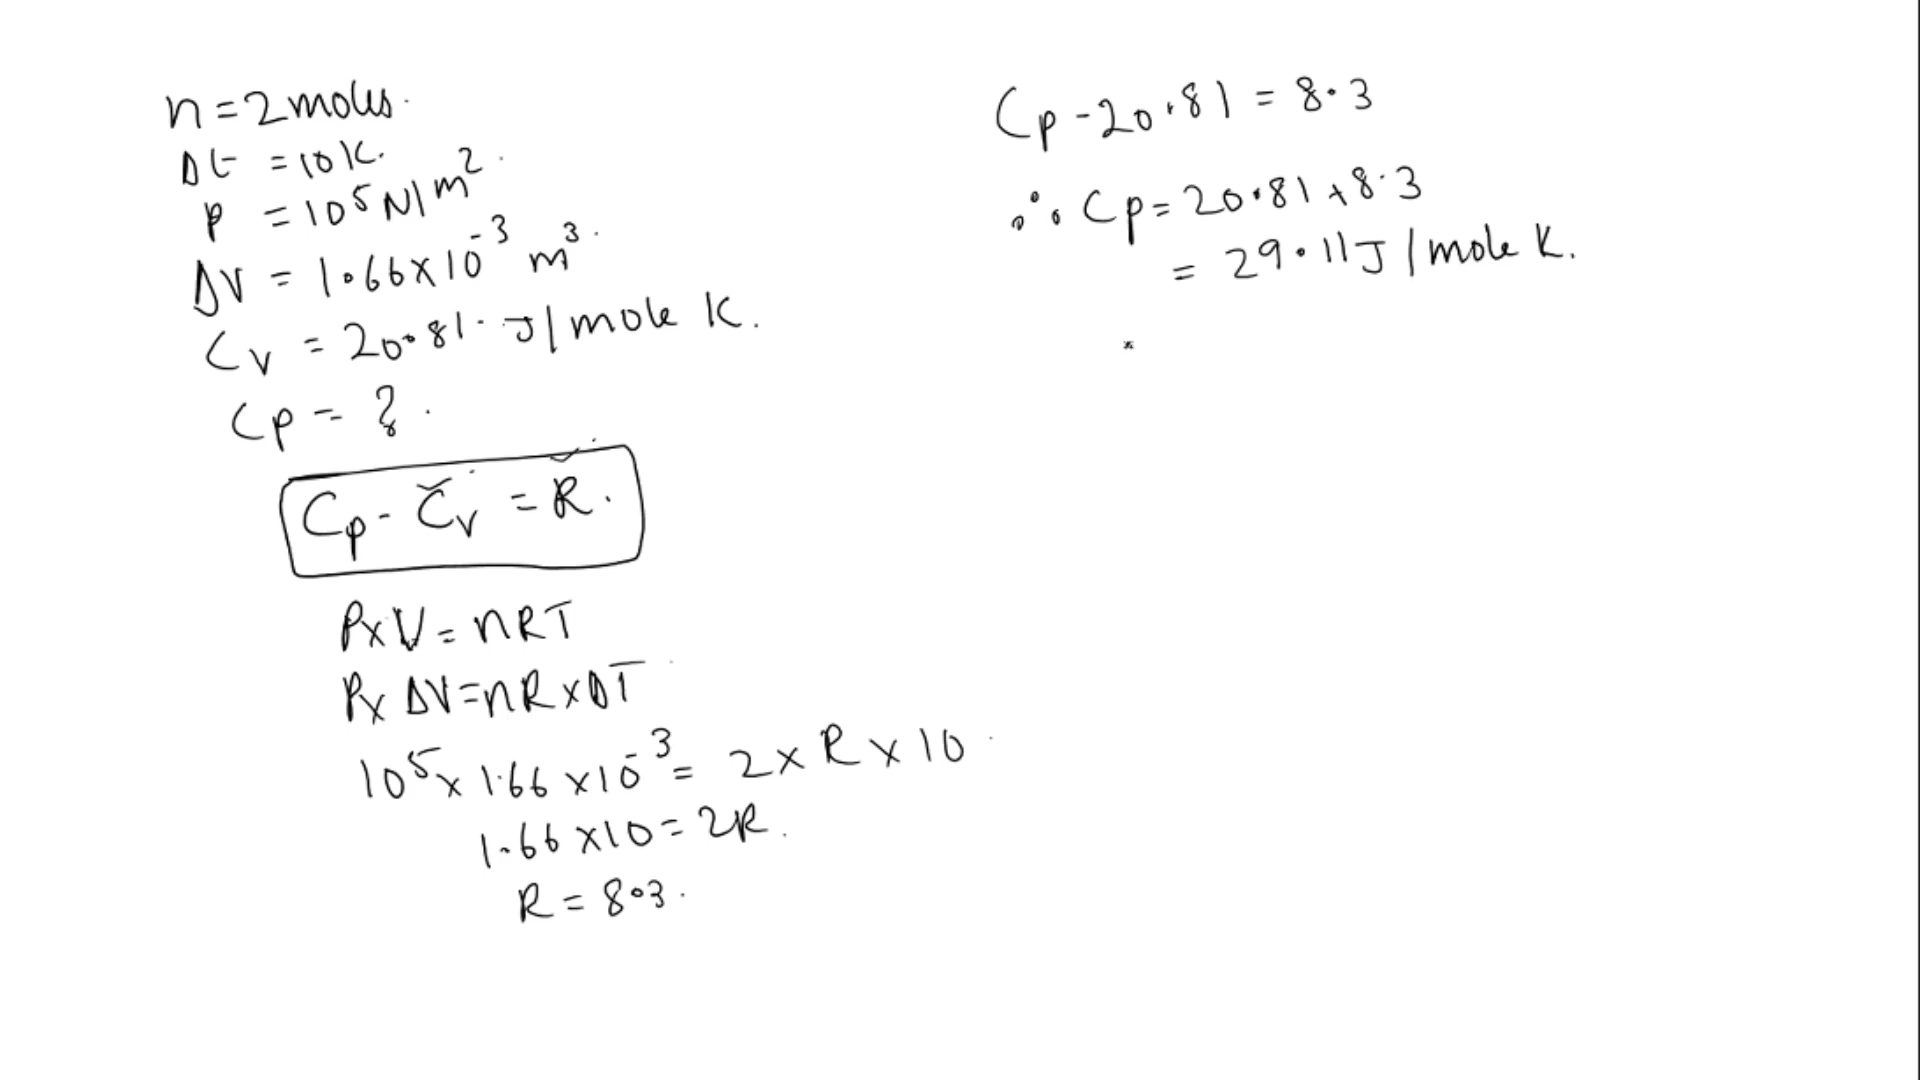 n = 2 moles.
Δt = 10 K.
P = 10⁵ N/m².
ΔV = 1.66×10⁻³ m³.
Cv = 20.81. J/mole K.
Cp = ?.
Cp - Cv = R.
P×V = nRT
P× ΔV = nR×ΔT
10⁵ × 1.66 ×10⁻³ = 2 × R × 10
1.66 ×10 = 2R.
R = 8.3.
Cp - 20.81 = 8.3
∴ Cp = 20.81 + 8.3
= 29.11 J/mole K.